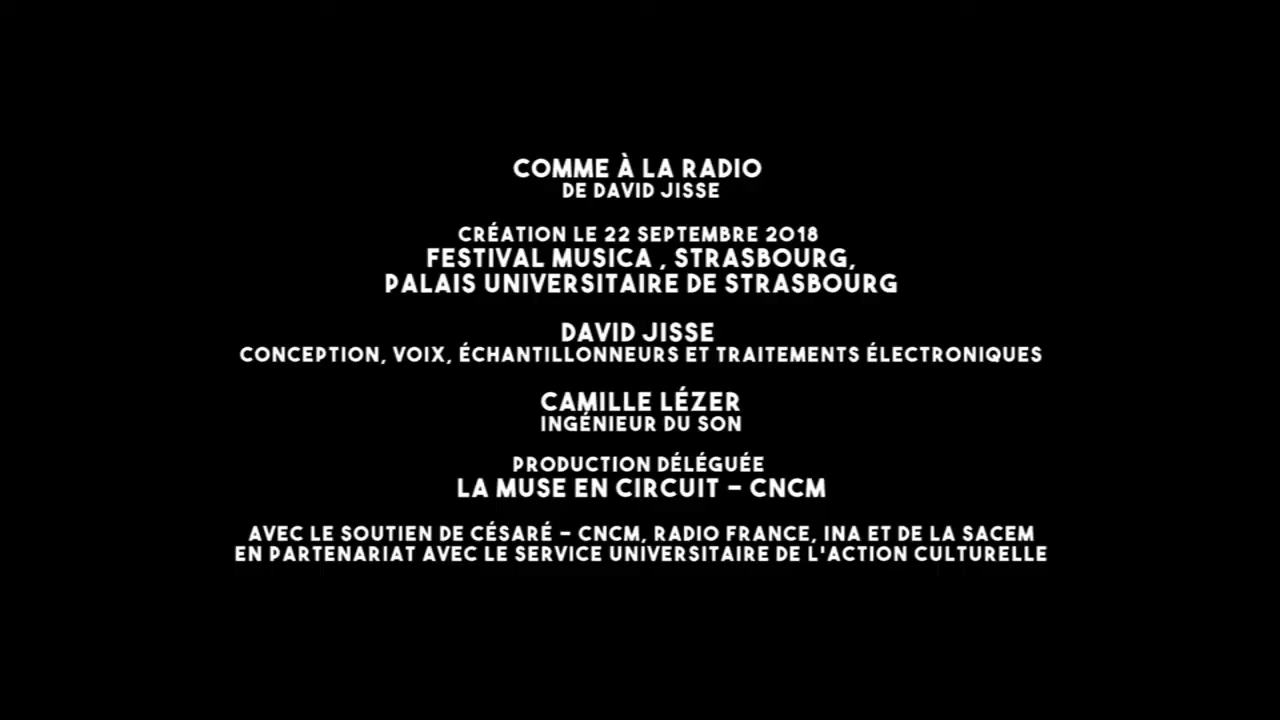 COMME À LA RADIO
DE DAVID JISSE
CRÉATION LE 22 SEPTEMBRE 2018
FESTIVAL MUSICA , STRASBOURG,
PALAIS UNIVERSITAIRE DE STRASBOURG
DAVID JISSE
CONCEPTION, VOIX, ÉCHANTILLONNEURS ET TRAITEMENTS ÉLECTRONIQUES
CAMILLE LÉZER
INGÉNIEUR DU SON
PRODUCTION DÉLÉGUÉE
LA MUSE EN CIRCUIT – CNCM
AVEC LE SOUTIEN DE CÉSARÉ – CNCM, RADIO FRANCE, INA ET DE LA SACEM
EN PARTENARIAT AVEC LE SERVICE UNIVERSITAIRE DE L'ACTION CULTURELLE